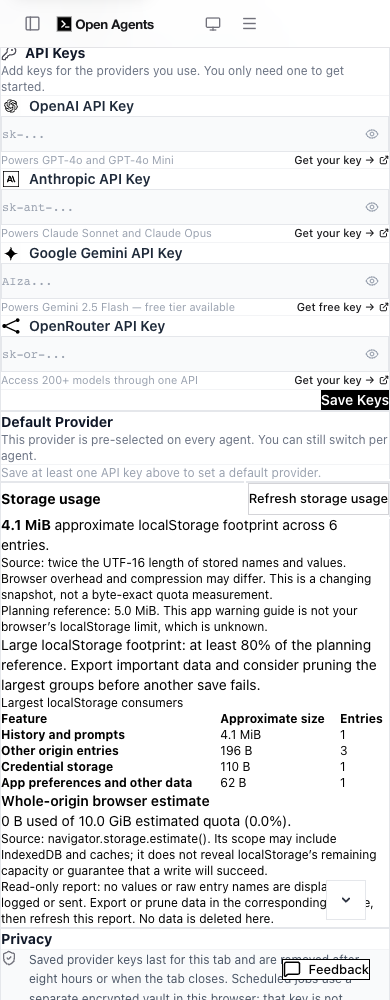 Open Agents
API Keys
Add keys for the providers you use. You only need one to get
started.
OpenAI API Key
sk-...
Powers GPT-4o and GPT-4o Mini
Get your key →
Anthropic API Key
sk-ant-...
Powers Claude Sonnet and Claude Opus
Get your key →
Google Gemini API Key
AIza...
Powers Gemini 2.5 Flash — free tier available
Get free key →
OpenRouter API Key
sk-or-...
Access 200+ models through one API
Get your key →
Save Keys
Default Provider
This provider is pre-selected on every agent. You can still switch per
agent.
Save at least one API key above to set a default provider.
Storage usage
Refresh storage usage
4.1 MiB approximate localStorage footprint across 6
entries.
Source: twice the UTF-16 length of stored names and values.
Browser overhead and compression may differ. This is a changing
snapshot, not a byte-exact quota measurement.
Planning reference: 5.0 MiB. This app warning guide is not your
browser's localStorage limit, which is unknown.
Large localStorage footprint: at least 80% of the planning
reference. Export important data and consider pruning the
largest groups before another save fails.
Largest localStorage consumers
Feature Approximate size Entries
History and prompts 4.1 MiB 1
Other origin entries 196 B 3
Credential storage 110 B 1
App preferences and other data 62 B 1
Whole-origin browser estimate
0 B used of 10.0 GiB estimated quota (0.0%).
Source: navigator.storage.estimate(). Its scope may include
IndexedDB and caches; it does not reveal localStorage's remaining
capacity or guarantee that a write will succeed.
Read-only report: no values or raw entry names are
logged or sent. Export or prune data in the corresponding
then refresh this report. No data is deleted here.
Privacy
Saved provider keys last for this tab and are removed after
eight hours or when the tab closes. Scheduled jobs use a
separate encrypted vault in this browser; that key is not
Feedback